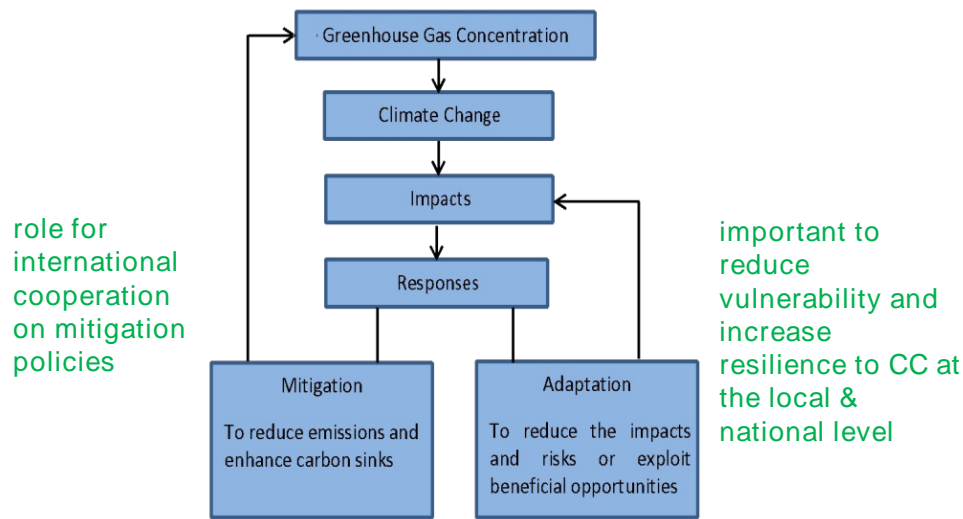 Greenhouse Gas Concentration
Climate Change
Impacts
Responses
role for
international
cooperation
on mitigation
policies
important to
reduce
vulnerability and
increase
resilience to CC at
the local &
national level
Mitigation
To reduce emissions and
enhance carbon sinks
Adaptation
To reduce the impacts
and risks or exploit
beneficial opportunities